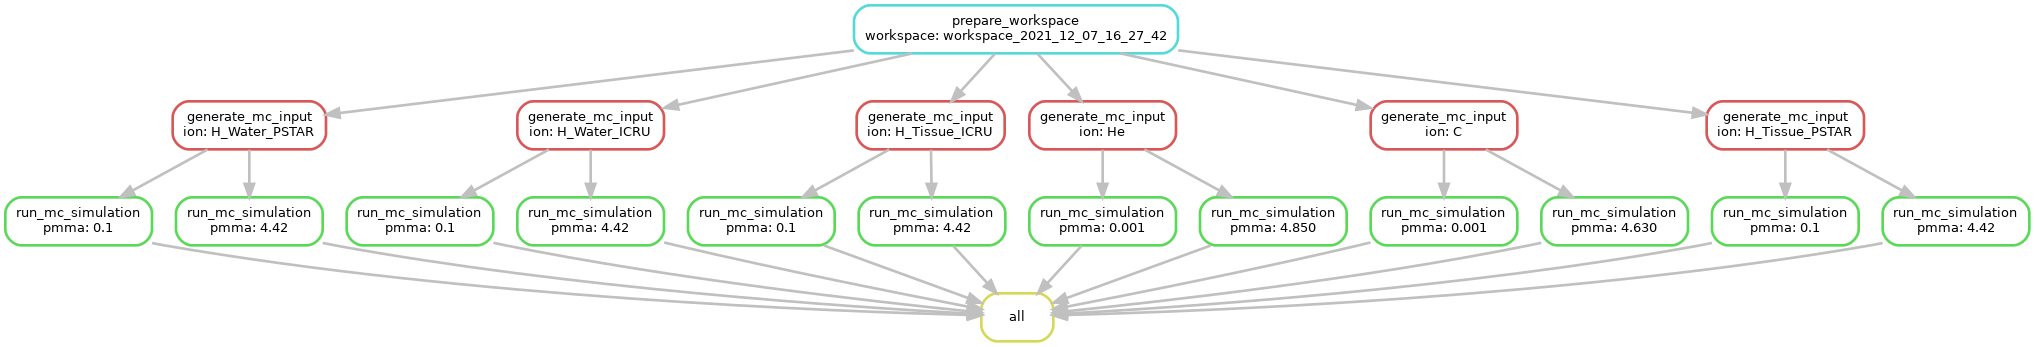 prepare_workspace
workspace: workspace_2021_12_07_16_27_42
generate_mc_input
ion: H_Water_PSTAR
generate_mc_input
ion: H_Water_ICRU
generate_mc_input
ion: H_Tissue_ICRU
generate_mc_input
ion: He
generate_mc_input
ion: C
generate_mc_input
ion: H_Tissue_PSTAR
run_mc_simulation
pmma: 0.1
run_mc_simulation
pmma: 4.42
run_mc_simulation
pmma: 0.1
run_mc_simulation
pmma: 4.42
run_mc_simulation
pmma: 0.1
run_mc_simulation
pmma: 4.42
run_mc_simulation
pmma: 0.001
run_mc_simulation
pmma: 4.850
run_mc_simulation
pmma: 0.001
run_mc_simulation
pmma: 4.630
run_mc_simulation
pmma: 0.1
run_mc_simulation
pmma: 4.42
all